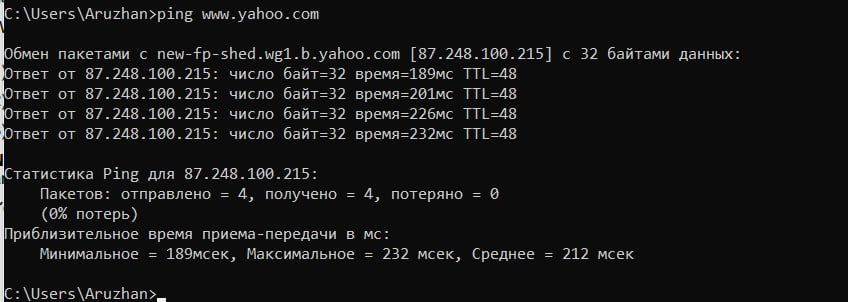 C:\Users\Aruzhan>ping www.yahoo.com
Обмен пакетами с new-fp-shed.wg1.b.yahoo.com [87.248.100.215] с 32 байтами данных:
Ответ от 87.248.100.215: число байт=32 время=189мс TTL=48
Ответ от 87.248.100.215: число байт=32 время=201мс TTL=48
Ответ от 87.248.100.215: число байт=32 время=226мс TTL=48
Ответ от 87.248.100.215: число байт=32 время=232мс TTL=48
Статистика Ping для 87.248.100.215:
Пакетов: отправлено = 4, получено = 4, потеряно = 0
(0% потерь)
Приблизительное время приема-передачи в мс:
Минимальное = 189мсек, Максимальное = 232 мсек, Среднее = 212 мсек
C:\Users\Aruzhan>